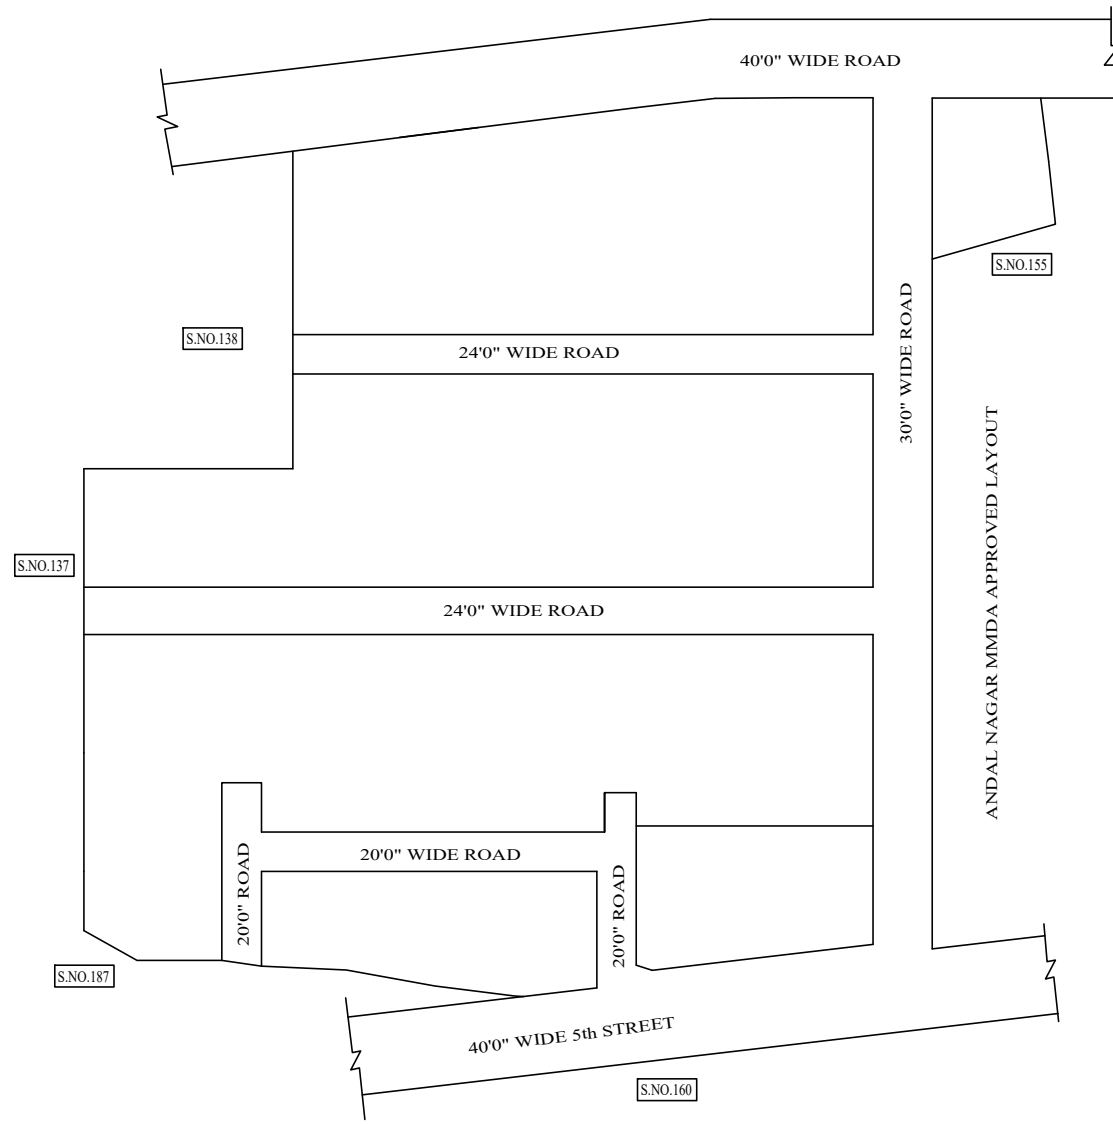 40'0" WIDE ROAD
S.NO.155
30'0" WIDE ROAD
S.NO.138
24'0" WIDE ROAD
ANDAL NAGAR MMDA APPROVED LAYOUT
S.NO.137
24'0" WIDE ROAD
20'0" WIDE ROAD
20'0" ROAD
20'0" ROAD
S.NO.187
40'0" WIDE 5th STREET
S.NO.160